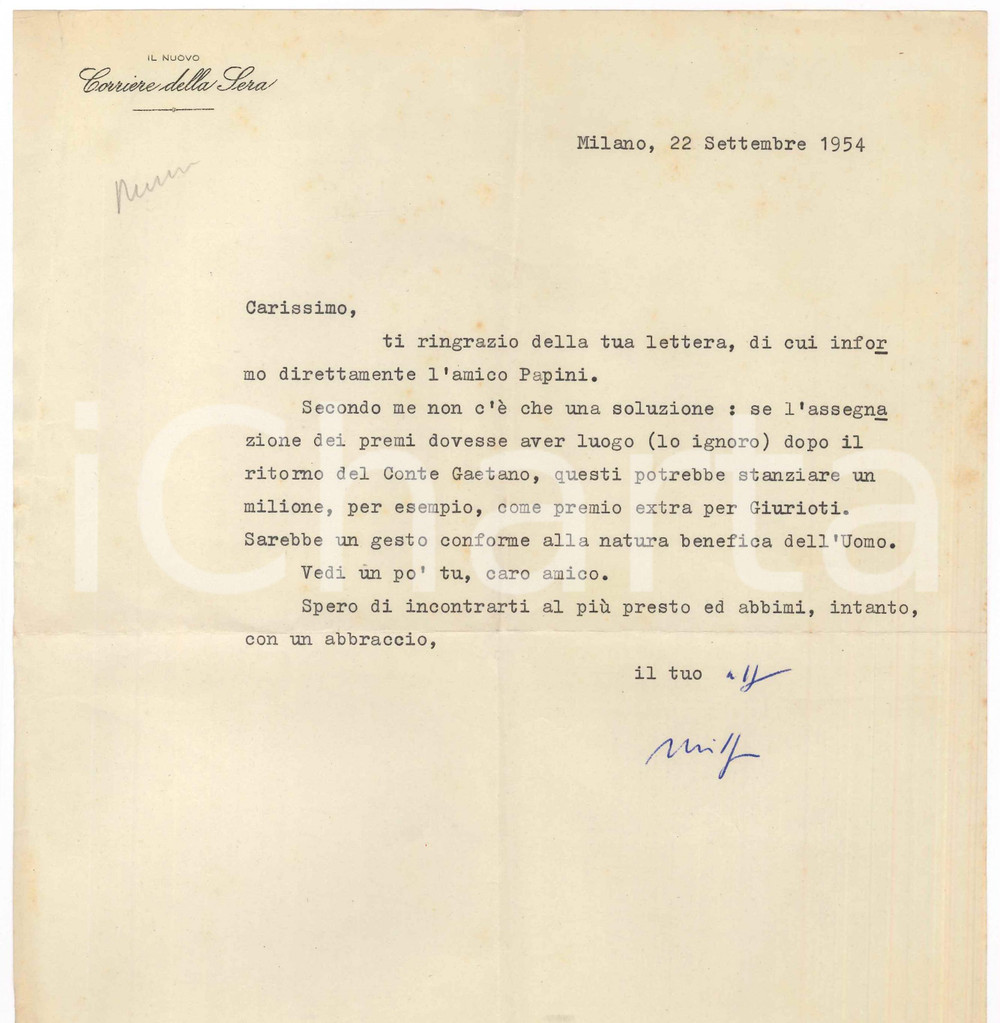 IL NUOVO
Corriere della Sera
Milano, 22 Settembre 1954
Carissimo,
ti ringrazio della tua lettera, di cui infor
mo direttamente l'amico Papini.
Secondo me non c'è che una soluzione : se l'assegna
zione dei premi dovesse aver luogo (lo ignoro) dopo il
ritorno del Conte Gaetano, questi potrebbe stanziare un
milione, per esempio, come premio extra per Giurioti.
Sarebbe un gesto conforme alla natura benefica dell'Uomo.
Vedi un po' tu, caro amico.
Spero di incontrarti al più presto ed abbimi, intanto,
con un abbraccio,
il tuo
iCharta